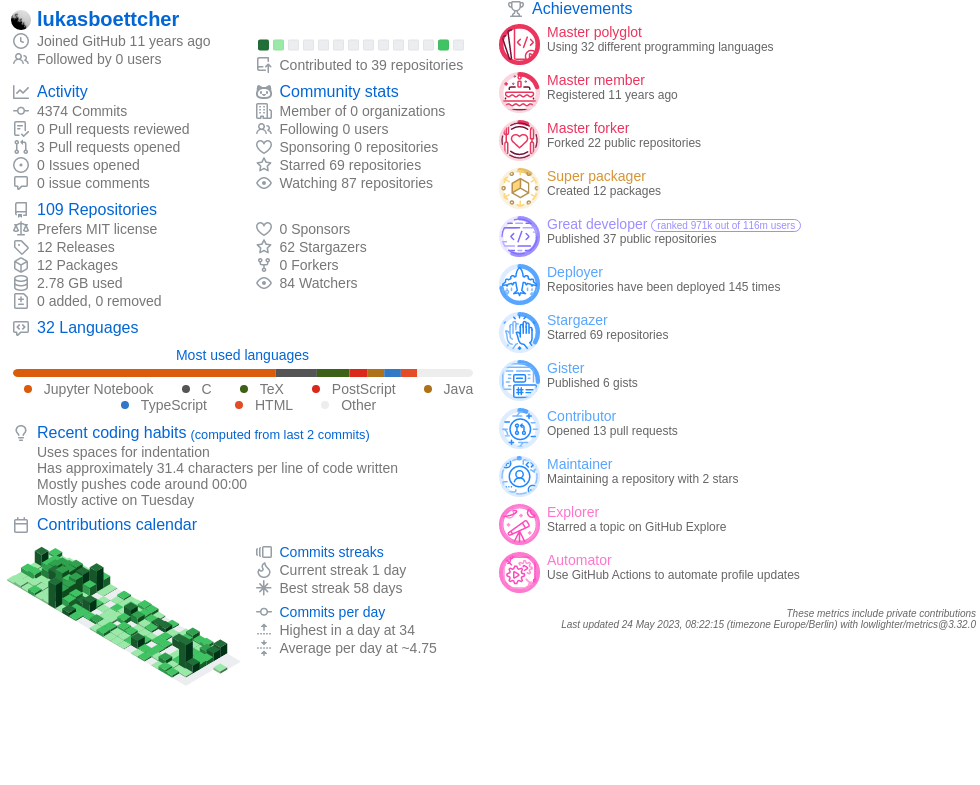 lukasboettcher
Joined GitHub 11 years ago
Followed by 0 users
Contributed to 39 repositories
Activity
4374 Commits
0 Pull requests reviewed
3 Pull requests opened
0 Issues opened
0 issue comments
Community stats
Member of 0 organizations
Following 0 users
Sponsoring 0 repositories
Starred 69 repositories
Watching 87 repositories
109 Repositories
Prefers MIT license
12 Releases
12 Packages
2.78 GB used
0 added, 0 removed
0 Sponsors
62 Stargazers
0 Forkers
84 Watchers
32 Languages
Most used languages
Jupyter Notebook C TeX PostScript Java
TypeScript HTML Other
Recent coding habits (computed from last 2 commits)
Uses spaces for indentation
Has approximately 31.4 characters per line of code written
Mostly pushes code around 00:00
Mostly active on Tuesday
Contributions calendar
Commits streaks
Current streak 1 day
Best streak 58 days
Commits per day
Highest in a day at 34
Average per day at ~4.75
Achievements
Master polyglot
Using 32 different programming languages
Master member
Registered 11 years ago
Master forker
Forked 22 public repositories
Super packager
Created 12 packages
Great developer ranked 971k out of 116m users
Published 37 public repositories
Deployer
Repositories have been deployed 145 times
Stargazer
Starred 69 repositories
Gister
Published 6 gists
Contributor
Opened 13 pull requests
Maintainer
Maintaining a repository with 2 stars
Explorer
Starred a topic on GitHub Explore
Automator
Use GitHub Actions to automate profile updates
These metrics include private contributions
Last updated 24 May 2023, 08:22:15 (timezone Europe/Berlin) with lowlighter/metrics@3.32.0